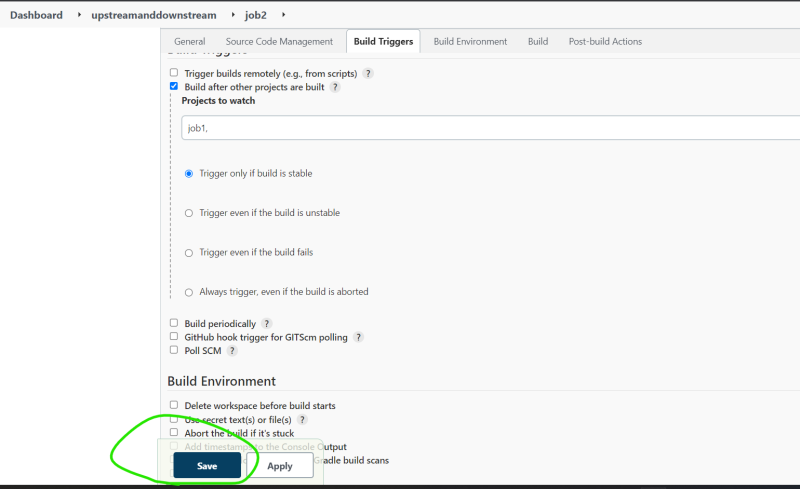 Dashboard upstreamanddownstream job2
General Source Code Management Build Triggers Build Environment Build Post-build Actions
Build Triggers
Trigger builds remotely (e.g., from scripts) ?
Build after other projects are built ?
Projects to watch
job1,
Trigger only if build is stable
Trigger even if the build is unstable
Trigger even if the build fails
Always trigger, even if the build is aborted
Build periodically ?
GitHub hook trigger for GITScm polling ?
Poll SCM ?
Build Environment
Delete workspace before build starts
Use secret text(s) or file(s) ?
Abort the build if it's stuck
Add timestamps to the Console Output
Gradle build scans
Save Apply